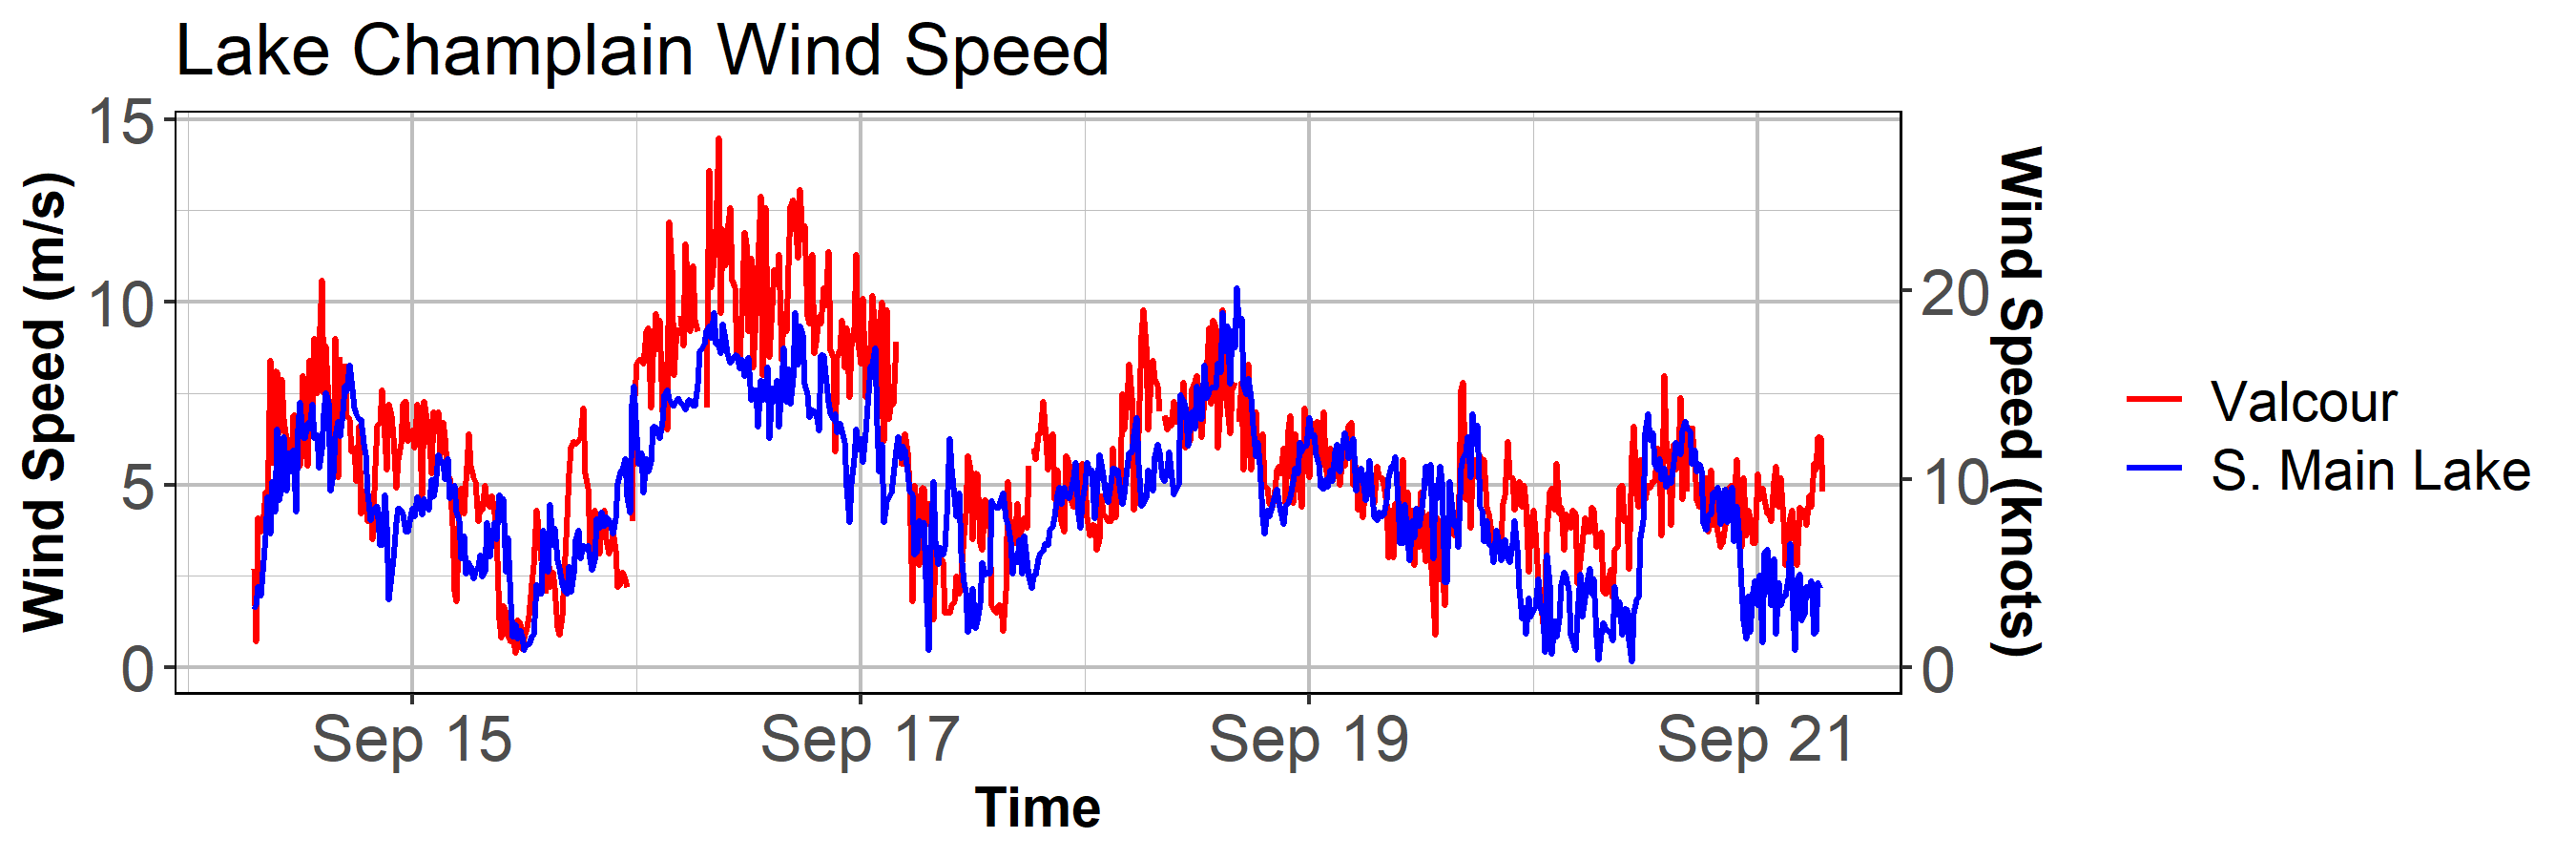 Lake Champlain Wind Speed
15
10
5
0
Wind Speed (m/s)
20
10
0
Wind Speed (knots)
Sep 15
Sep 17
Sep 19
Sep 21
Time
Valcour
S. Main Lake